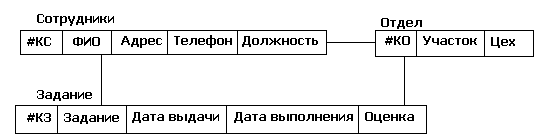 Сотрудники
Отдел
#КС ФИО Адрес Телефон Должность
#КО Участок Цех
Задание
#КЗ Задание Дата выдачи Дата выполнения Оценка